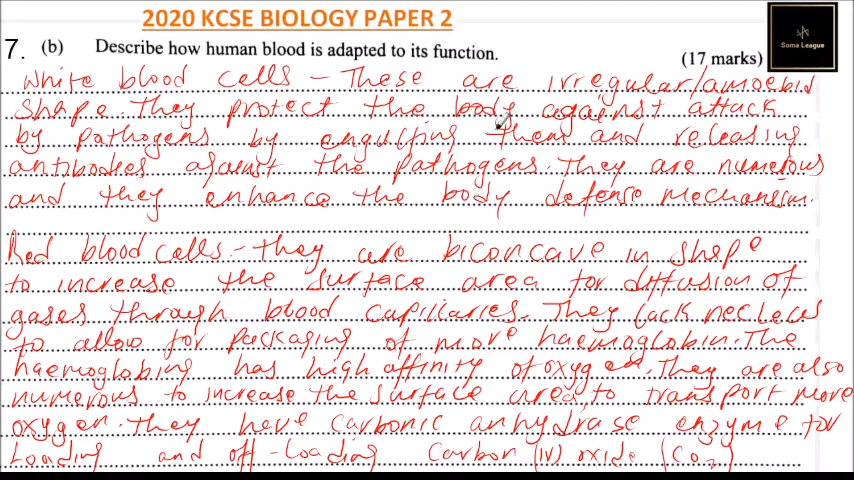 2020 KCSE BIOLOGY PAPER 2
Soma League
7. (b) Describe how human blood is adapted to its function. (17 marks)
White blood cells - These are irregular/amoebid
shape. They protect the body against attack
by pathogens by engulfing them and releasing
antibodies against the pathogens. They are numerous
and they enhance the body defense mechanism.
Red blood cells - they are biconcave in shape
to increase the surface area for diffusion of
gases through blood capillaries. They lack necleus
to allow for packaging of more haemoglobin. The
haemoglobing has high affinity of oxygen. They are also
numerous to increase the surface area, to transport more
oxygen. They have carbonic anhydrase enzyme for
Loading and off-loading Carbon (iv) oxide (CO2)